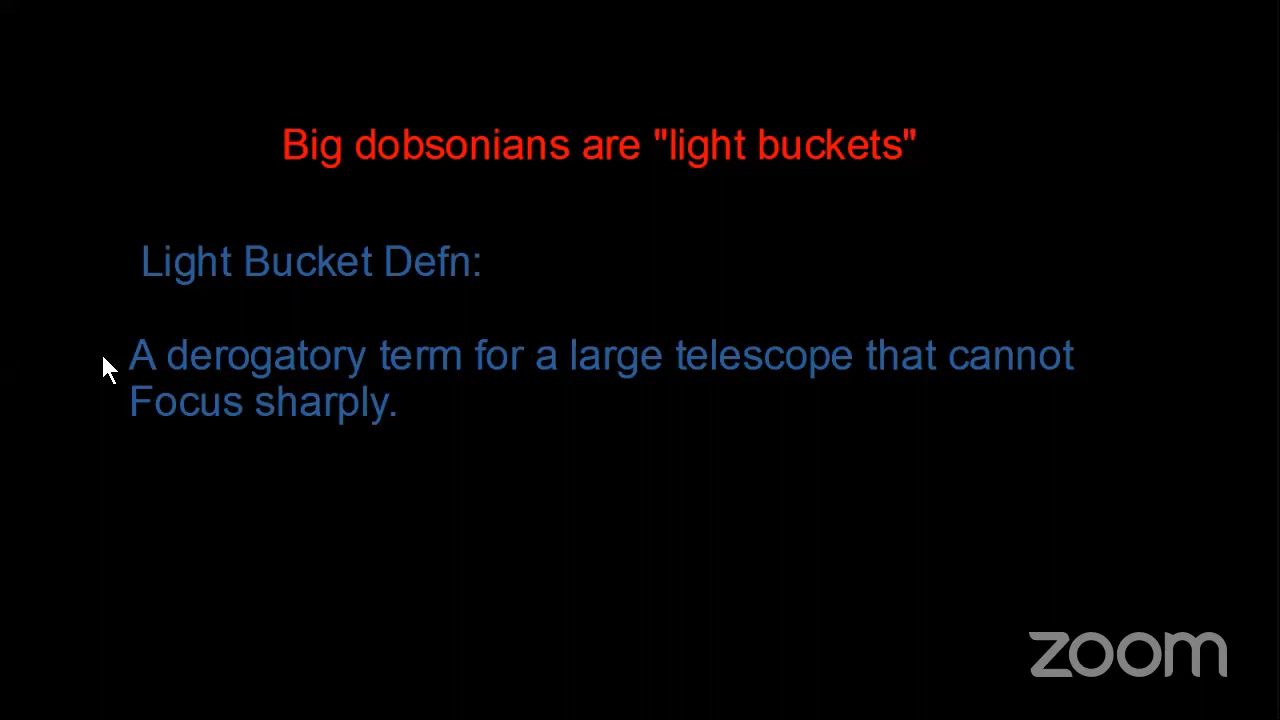 Big dobsonians are "light buckets"
Light Bucket Defn:
A derogatory term for a large telescope that cannot
Focus sharply.
zoom